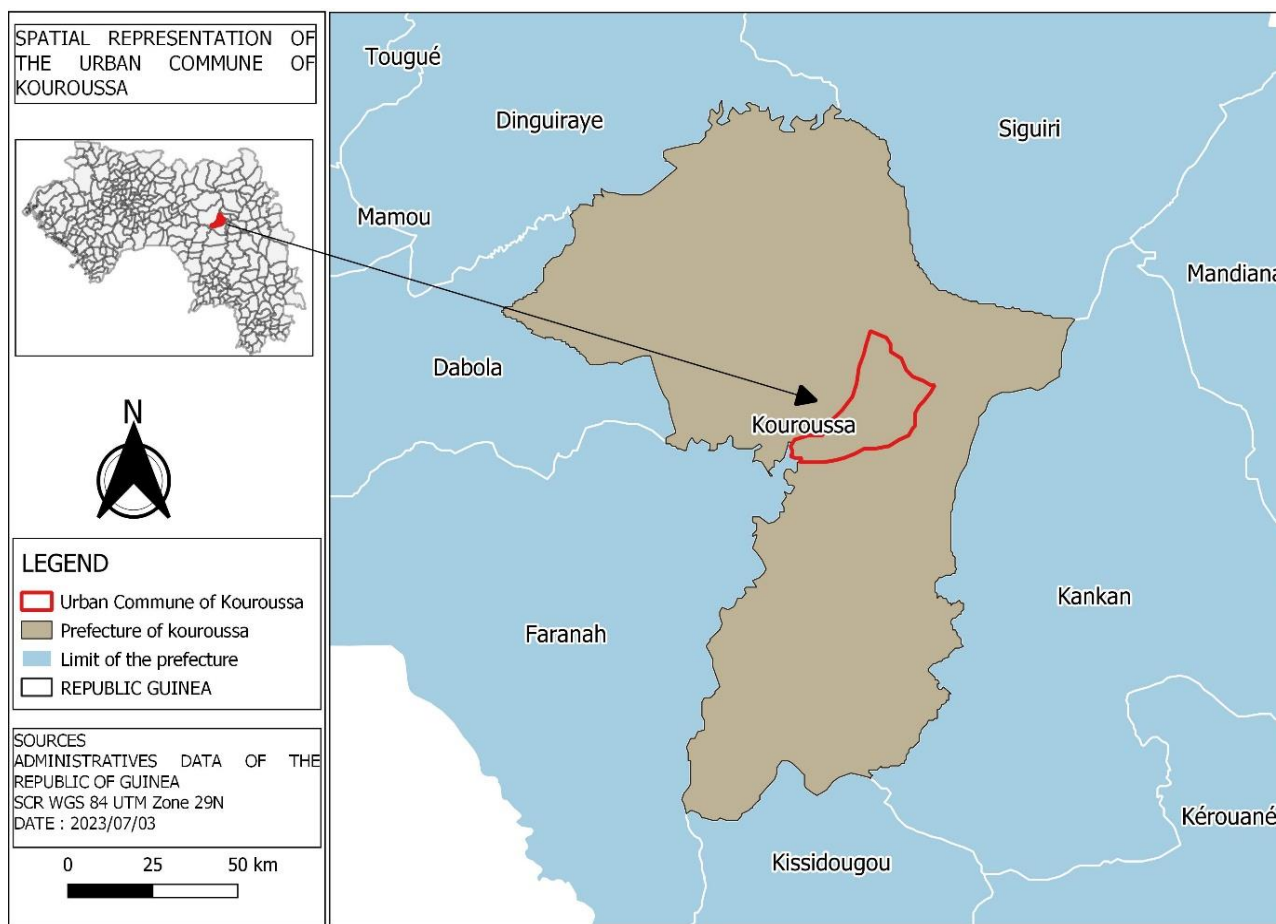 SPATIAL REPRESENTATION OF
THE URBAN COMMUNE OF
KOUROUSSA
N
LEGEND
Urban Commune of Kouroussa
Prefecture of kouroussa
Limit of the prefecture
REPUBLIC GUINEA
SOURCES
ADMINISTRATIVES DATA OF THE
REPUBLIC OF GUINEA
SCR WGS 84 UTM Zone 29N
DATE : 2023/07/03
0 25 50 km
Tougué
Dinguiraye
Siguiri
Mamou
Mandiana
Dabola
Kouroussa
Kankan
Faranah
Kérouané
Kissidougou